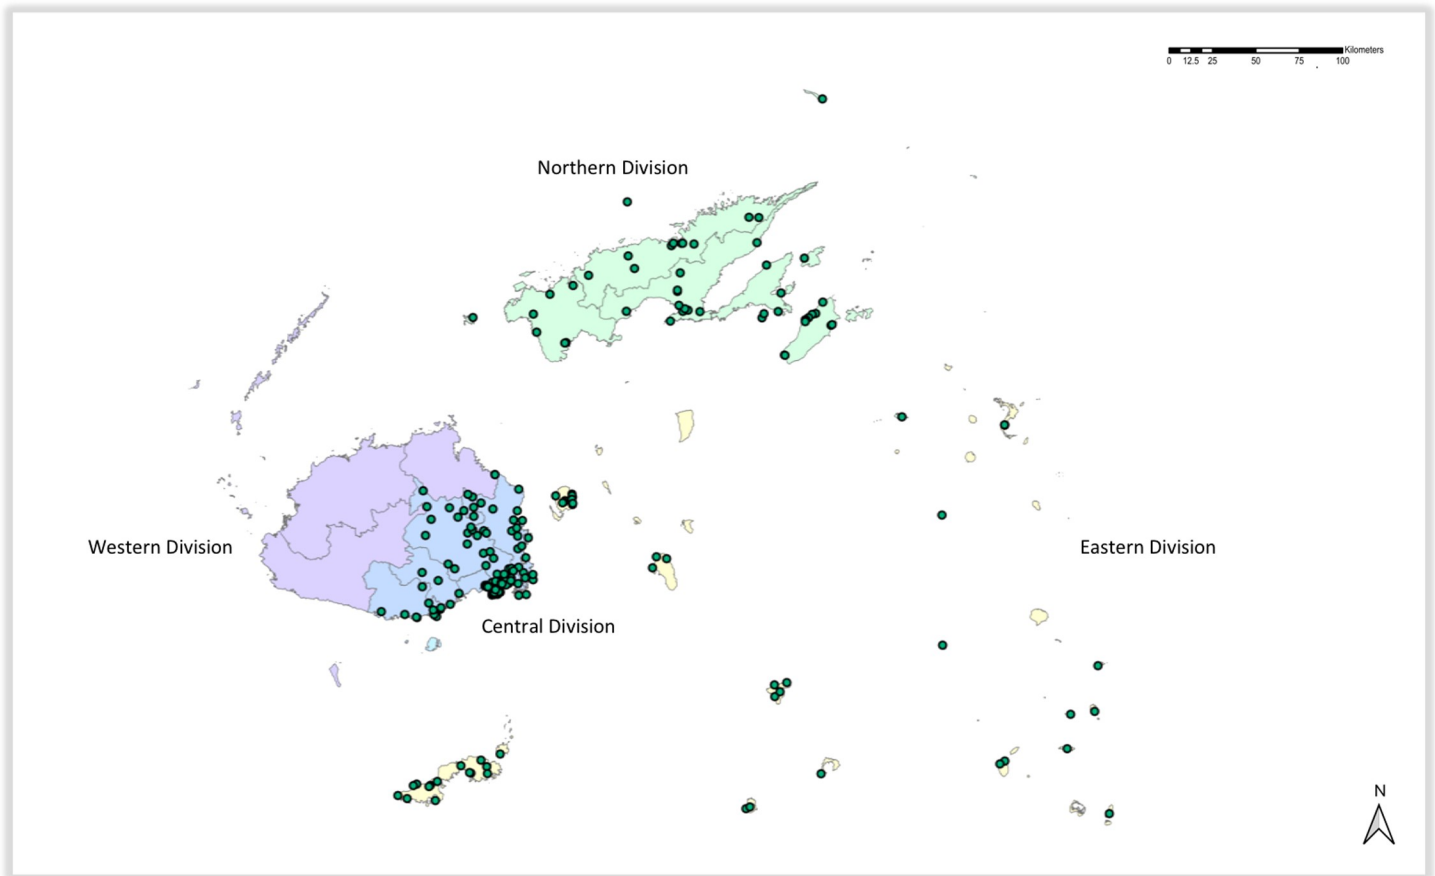 Kilometers
0 12.5 25 50 75 100
Northern Division
Western Division
Eastern Division
Central Division
N